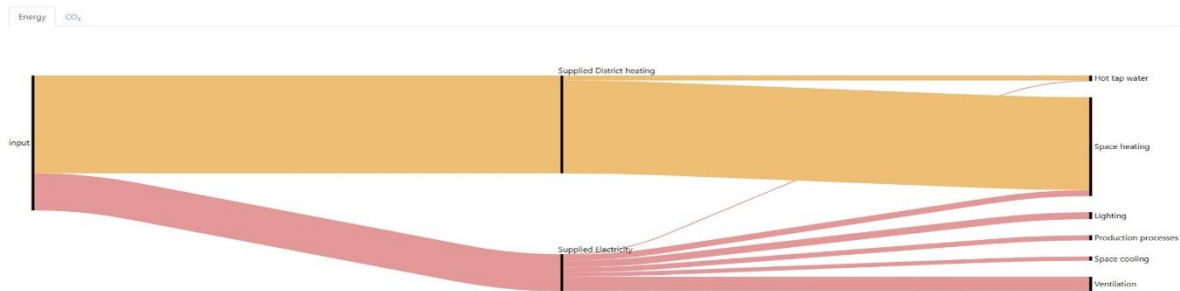 Energy CO₂
Supplied District heating
Hot tap water
input
Space heating
Lighting
Supplied Electricity
Production processes
Space cooling
Ventilation